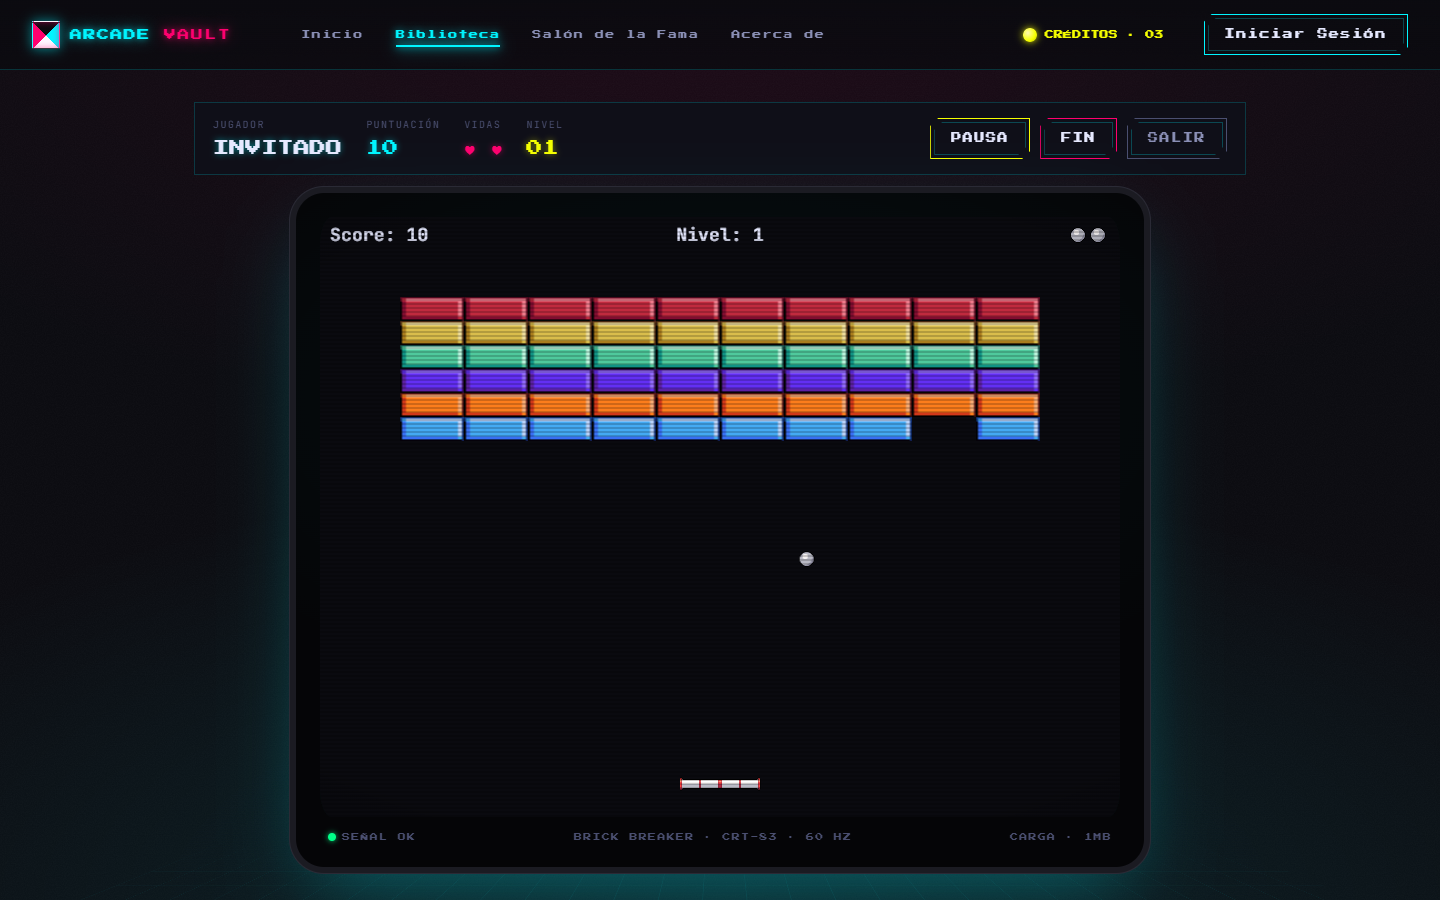 ARCADE VAULT
Inicio
Biblioteca
Salón de la Fama
Acerca de
CRéDITOS · 03
Iniciar Sesión
JUGADOR
INVITADO
PUNTUACIÓN
10
VIDAS
♥ ♥
NIVEL
01
PAUSA
FIN
SALIR
Score: 10
Nivel: 1
SEñAL OK
BRICK BREAKER · CRT-83 · 60 HZ
CARGA · 1MB